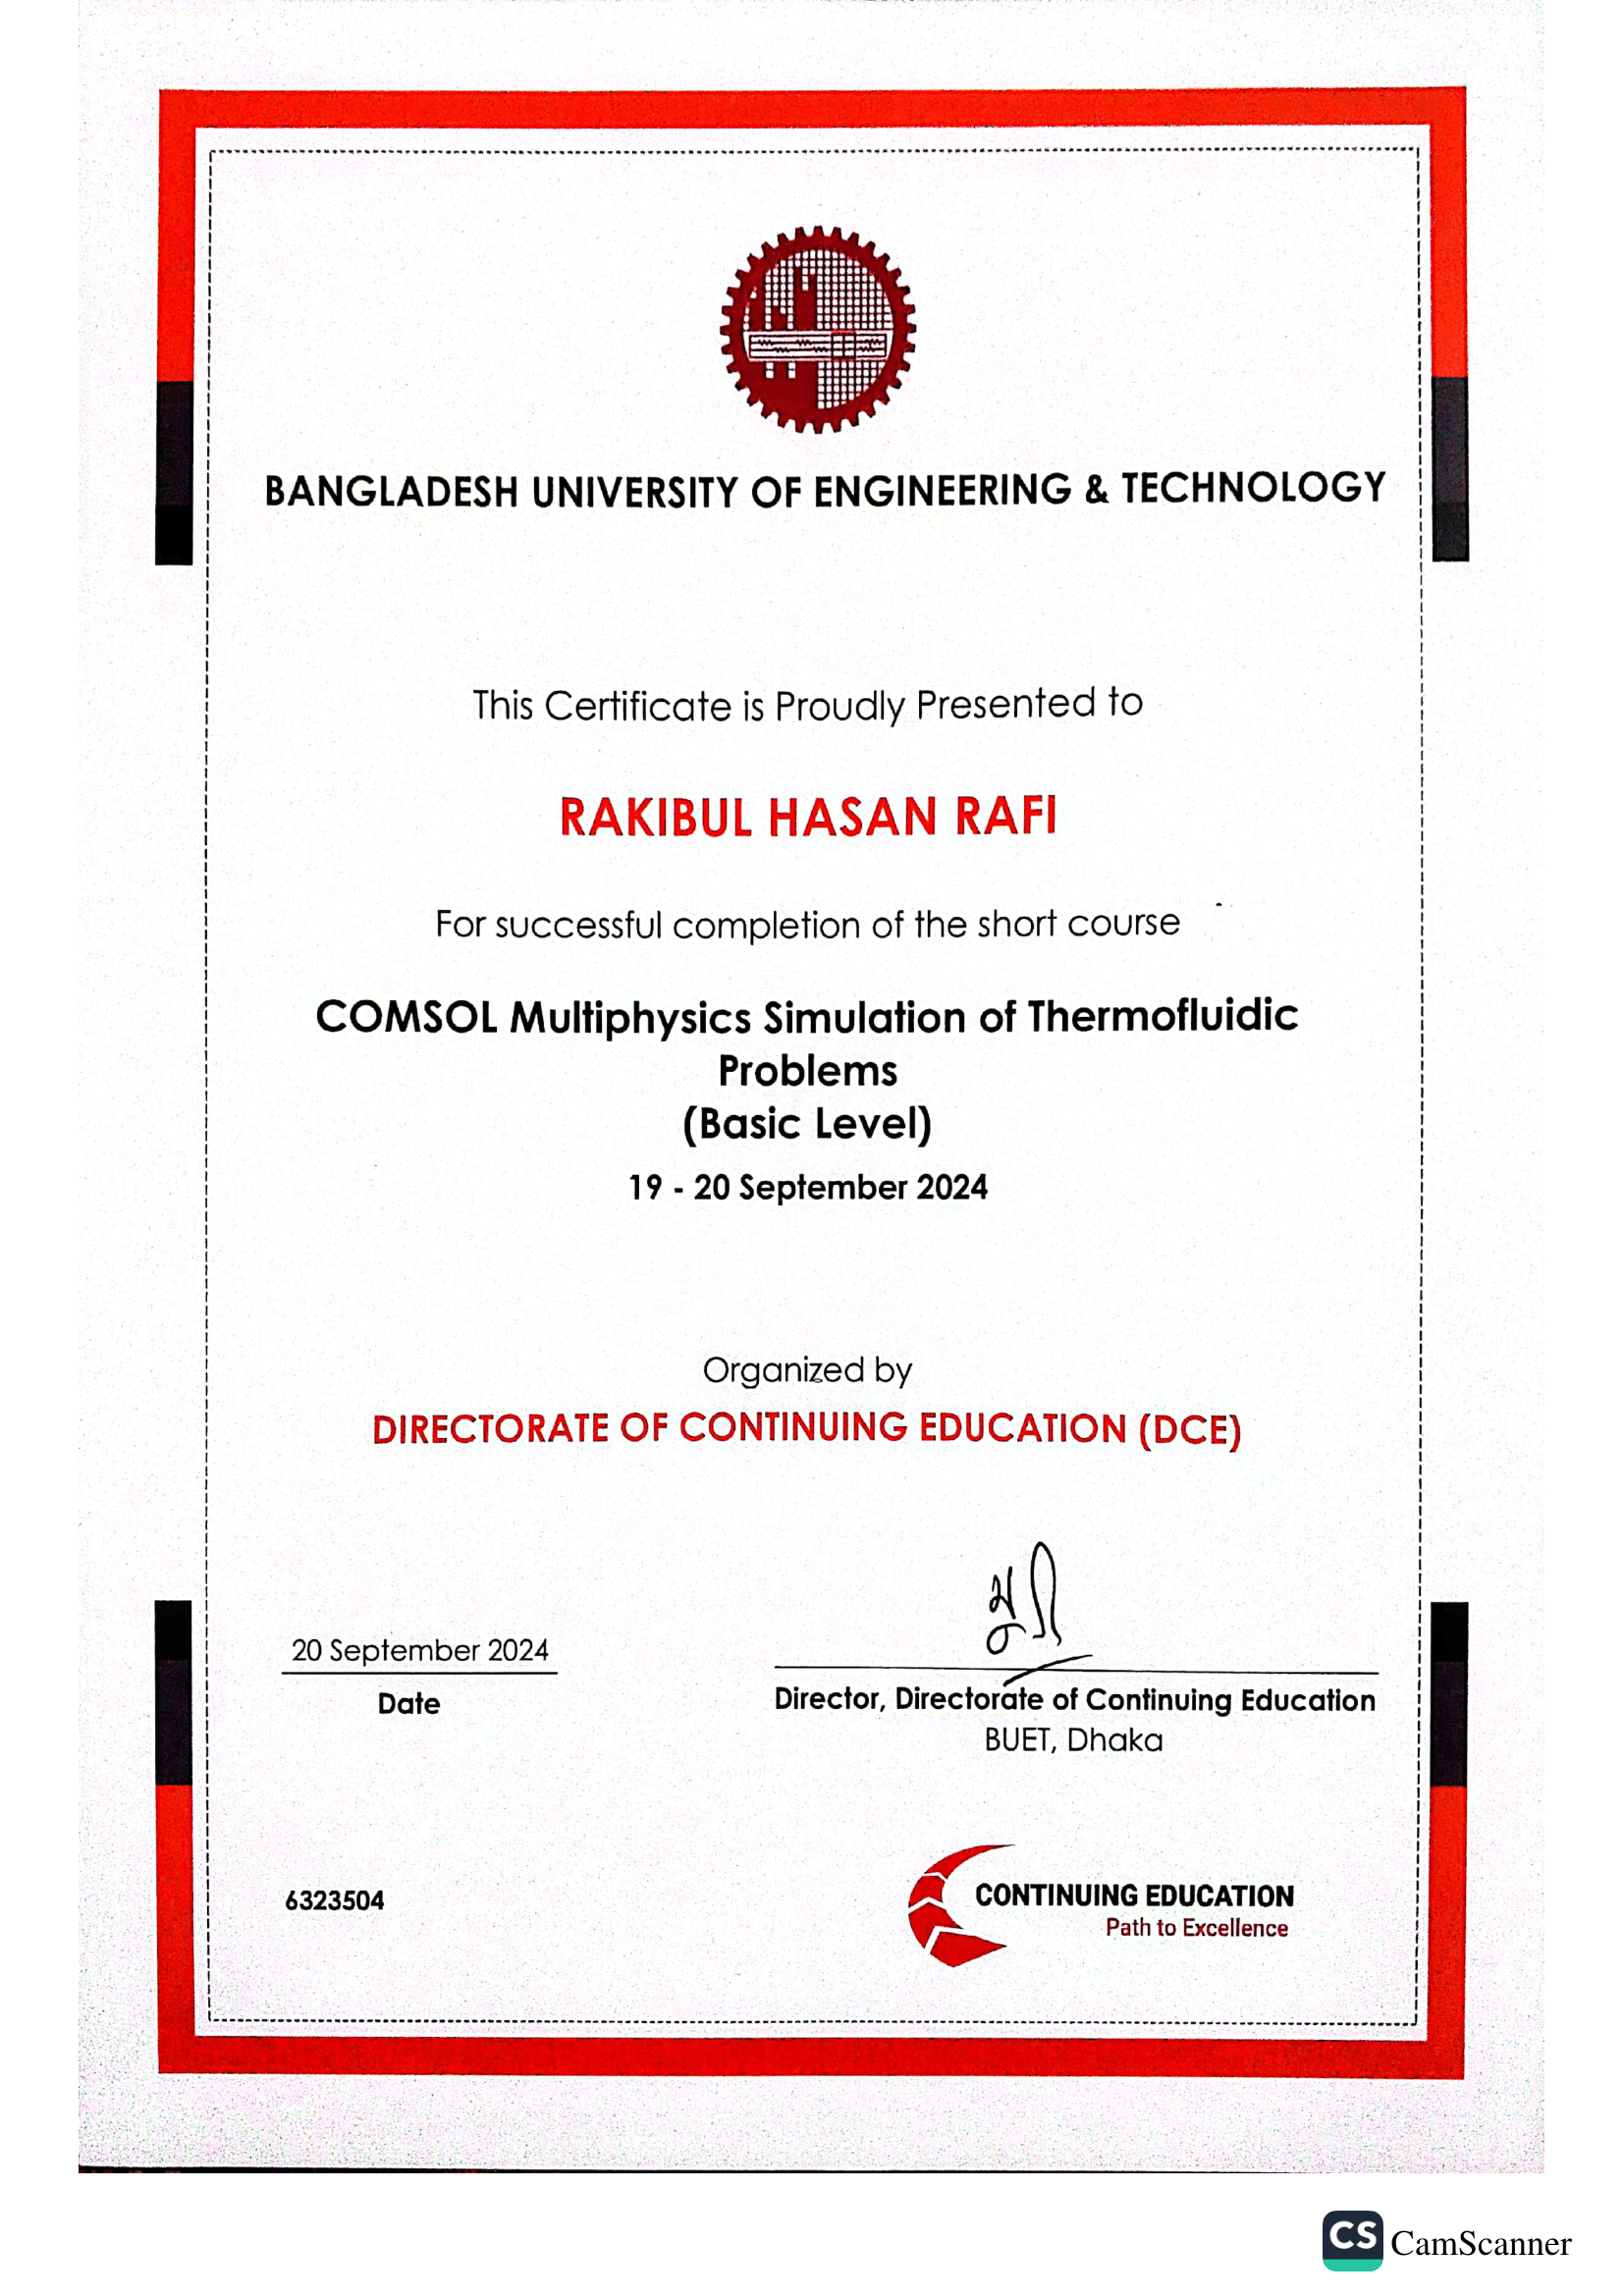 BANGLADESH UNIVERSITY OF ENGINEERING & TECHNOLOGY
This Certificate is Proudly Presented to
RAKIBUL HASAN RAFI
For successful completion of the short course
COMSOL Multiphysics Simulation of Thermofluidic
Problems
(Basic Level)
19 - 20 September 2024
Organized by
DIRECTORATE OF CONTINUING EDUCATION (DCE)
20 September 2024
Date
Director, Directorate of Continuing Education
BUET, Dhaka
6323504
CONTINUING EDUCATION
Path to Excellence
CS CamScanner